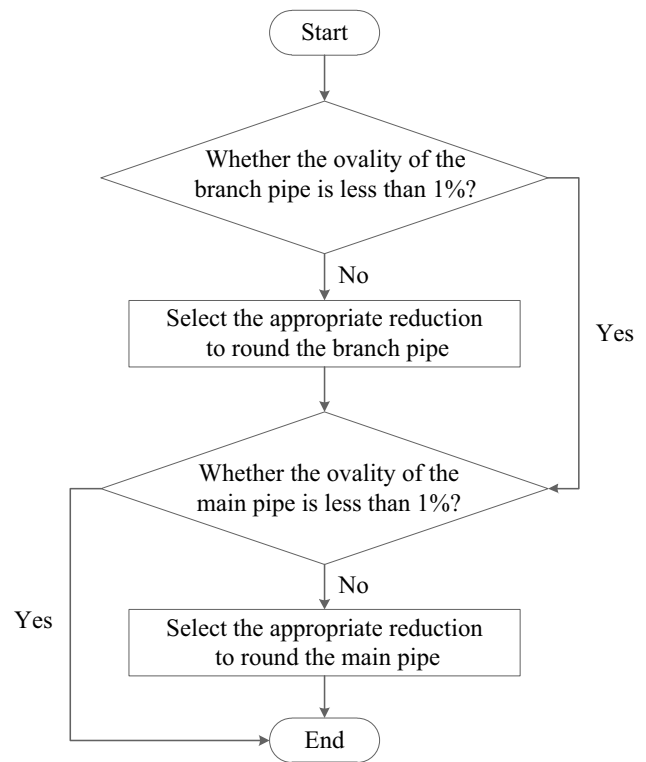 Start
Whether the ovality of the
branch pipe is less than 1%?
No
Select the appropriate reduction
to round the branch pipe
Yes
Whether the ovality of the
main pipe is less than 1%?
No
Yes
Select the appropriate reduction
to round the main pipe
End